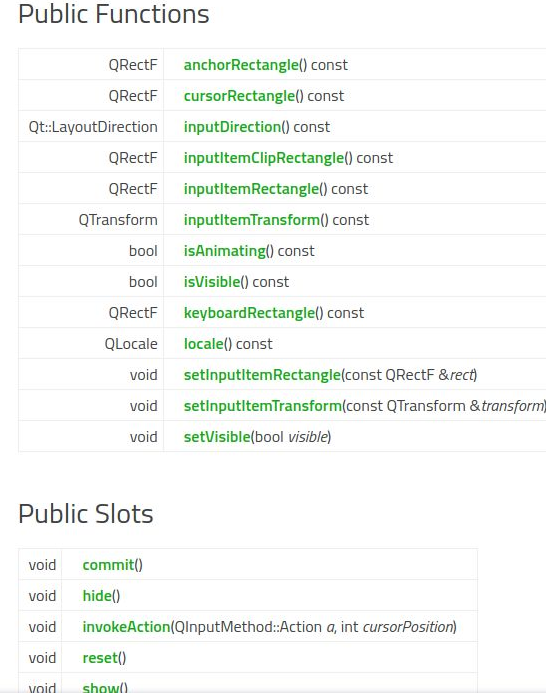 Public Functions
QRectF anchorRectangle() const
QRectF cursorRectangle() const
Qt::LayoutDirection inputDirection() const
QRectF inputItemClipRectangle() const
QRectF inputItemRectangle() const
QTransform inputItemTransform() const
bool isAnimating() const
bool isVisible() const
QRectF keyboardRectangle() const
QLocale locale() const
void setInputItemRectangle(const QRectF &rect)
void setInputItemTransform(const QTransform &transform)
void setVisible(bool visible)
Public Slots
void commit()
void hide()
void invokeAction(QInputMethod::Action a, int cursorPosition)
void reset()
void show()